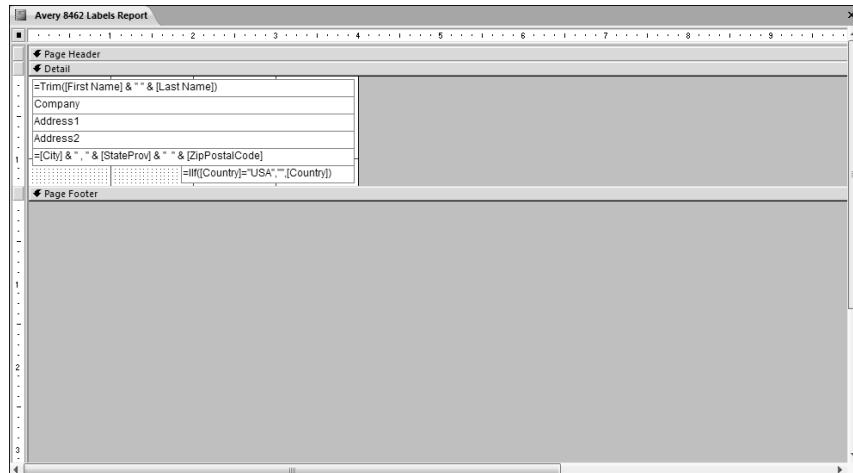 Avery 8462 Labels Report
1 2 3 4 5 6 7 8 9
Page Header
Detail
=Trim([First Name] & " " & [Last Name])
Company
Address1
Address2
1
=[City] & " , " & [StateProv] & "  " & [ZipPostalCode]
=IIf([Country]="USA","",[Country])
Page Footer
1
2
3